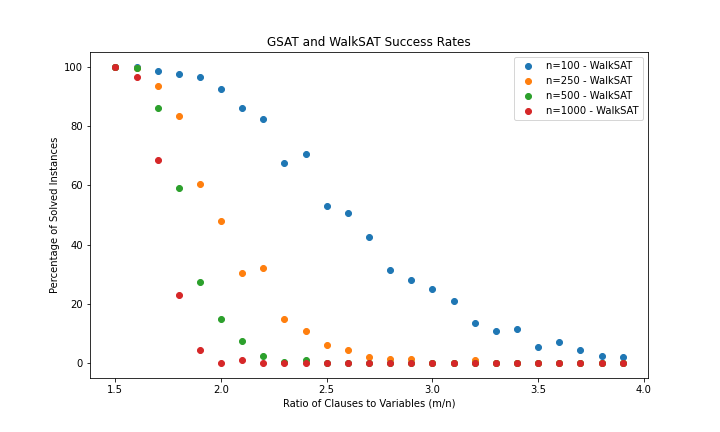 GSAT and WalkSAT Success Rates
n=100 - WalkSAT
n=250 - WalkSAT
n=500 - WalkSAT
n=1000 - WalkSAT
Percentage of Solved Instances
100
80
60
40
20
0
1.5 2.0 2.5 3.0 3.5 4.0
Ratio of Clauses to Variables (m/n)